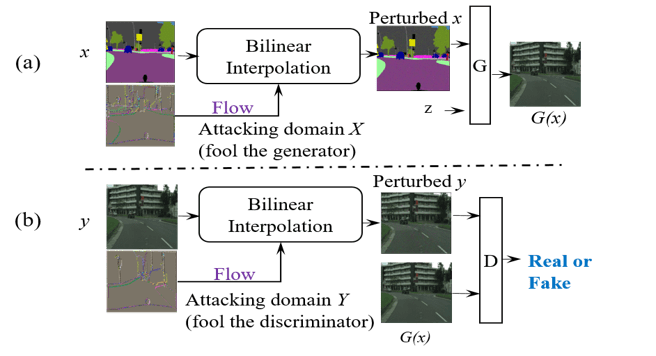 (a)
x
Bilinear
Interpolation
Flow
Attacking domain X
(fool the generator)
Perturbed x
z
G
G(x)
(b)
y
Bilinear
Interpolation
Flow
Attacking domain Y
(fool the discriminator)
Perturbed y
G(x)
D
Real or
Fake